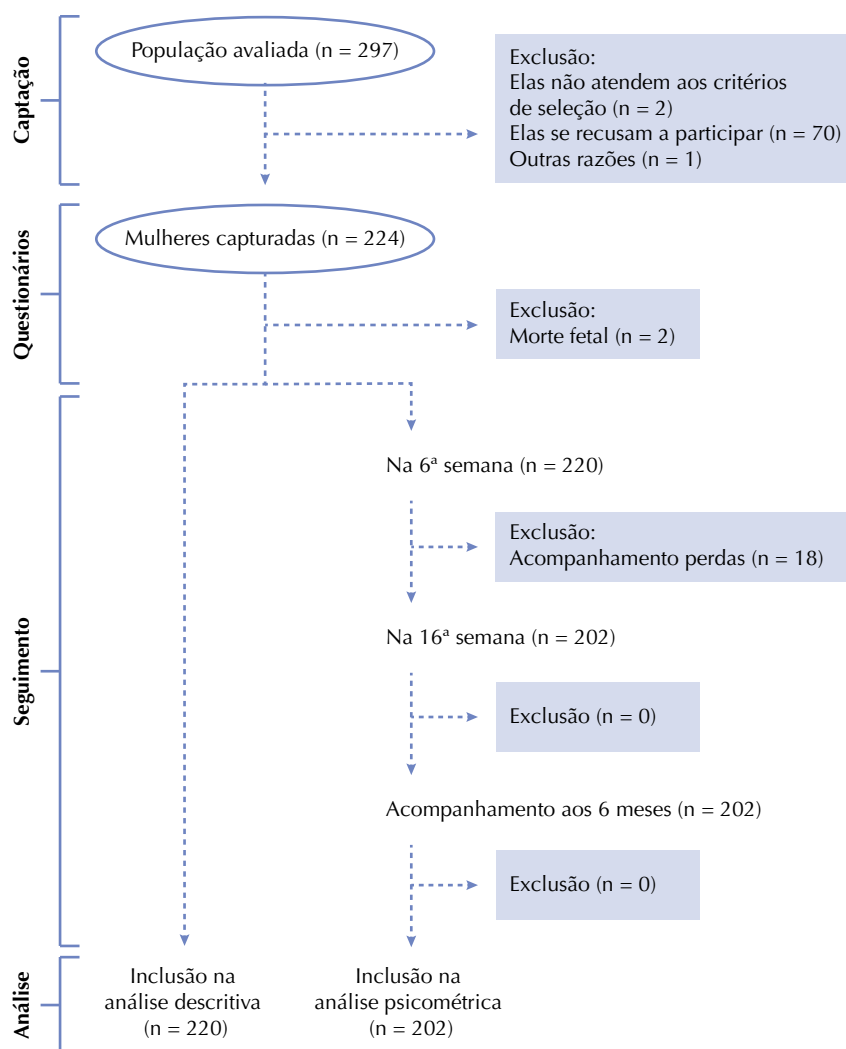 Captação
População avaliada (n = 297)
Exclusão:
Elas não atendem aos critérios
de seleção (n = 2)
Elas se recusam a participar (n = 70)
Outras razões (n = 1)
Questionários
Mulheres capturadas (n = 224)
Exclusão:
Morte fetal (n = 2)
Seguimento
Na 6ª semana (n = 220)
Exclusão:
Acompanhamento perdas (n = 18)
Na 16ª semana (n = 202)
Exclusão (n = 0)
Acompanhamento aos 6 meses (n = 202)
Exclusão (n = 0)
Análise
Inclusão na
análise descritiva
(n = 220)
Inclusão na
análise psicométrica
(n = 202)